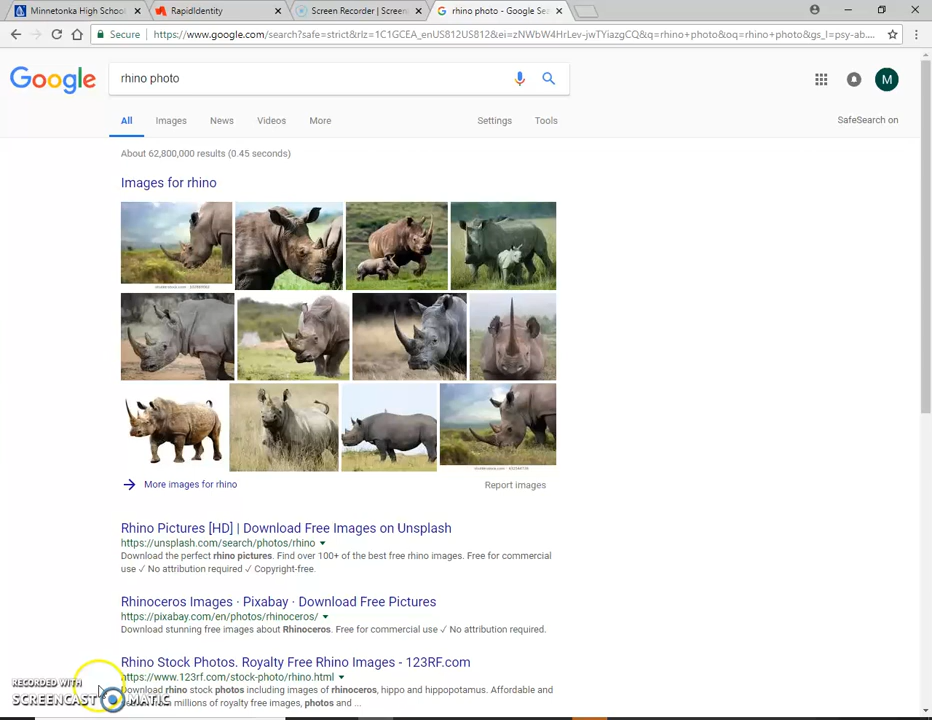 Minnetonka High School
RapidIdentity
Screen Recorder | Screen
rhino photo - Google Sea
Secure
https://www.google.com/search?safe=strict&rlz=1C1GCEA_enUS812US812&ei=zNWbW4HrLev-jwTYiazgCQ&q=rhino+photo&oq=rhino+photo&gs_l=psy-ab....
Google
rhino photo
M
All
Images
News
Videos
More
Settings
Tools
SafeSearch on
About 62,800,000 results (0.45 seconds)
Images for rhino
More images for rhino
Report images
Rhino Pictures [HD] | Download Free Images on Unsplash
https://unsplash.com/search/photos/rhino
Download the perfect rhino pictures. Find over 100+ of the best free rhino images. Free for commercial
use ✓ No attribution required ✓ Copyright-free.
Rhinoceros Images · Pixabay · Download Free Pictures
https://pixabay.com/en/photos/rhinoceros/
Download stunning free images about Rhinoceros. Free for commercial use ✓ No attribution required.
Rhino Stock Photos. Royalty Free Rhino Images - 123RF.com
https://www.123rf.com/stock-photo/rhino.html
Download rhino stock photos including images of rhinoceros, hippo and hippopotamus. Affordable and
from millions of royalty free images, photos and ...
RECORDED WITH
SCREENCAST MATIC